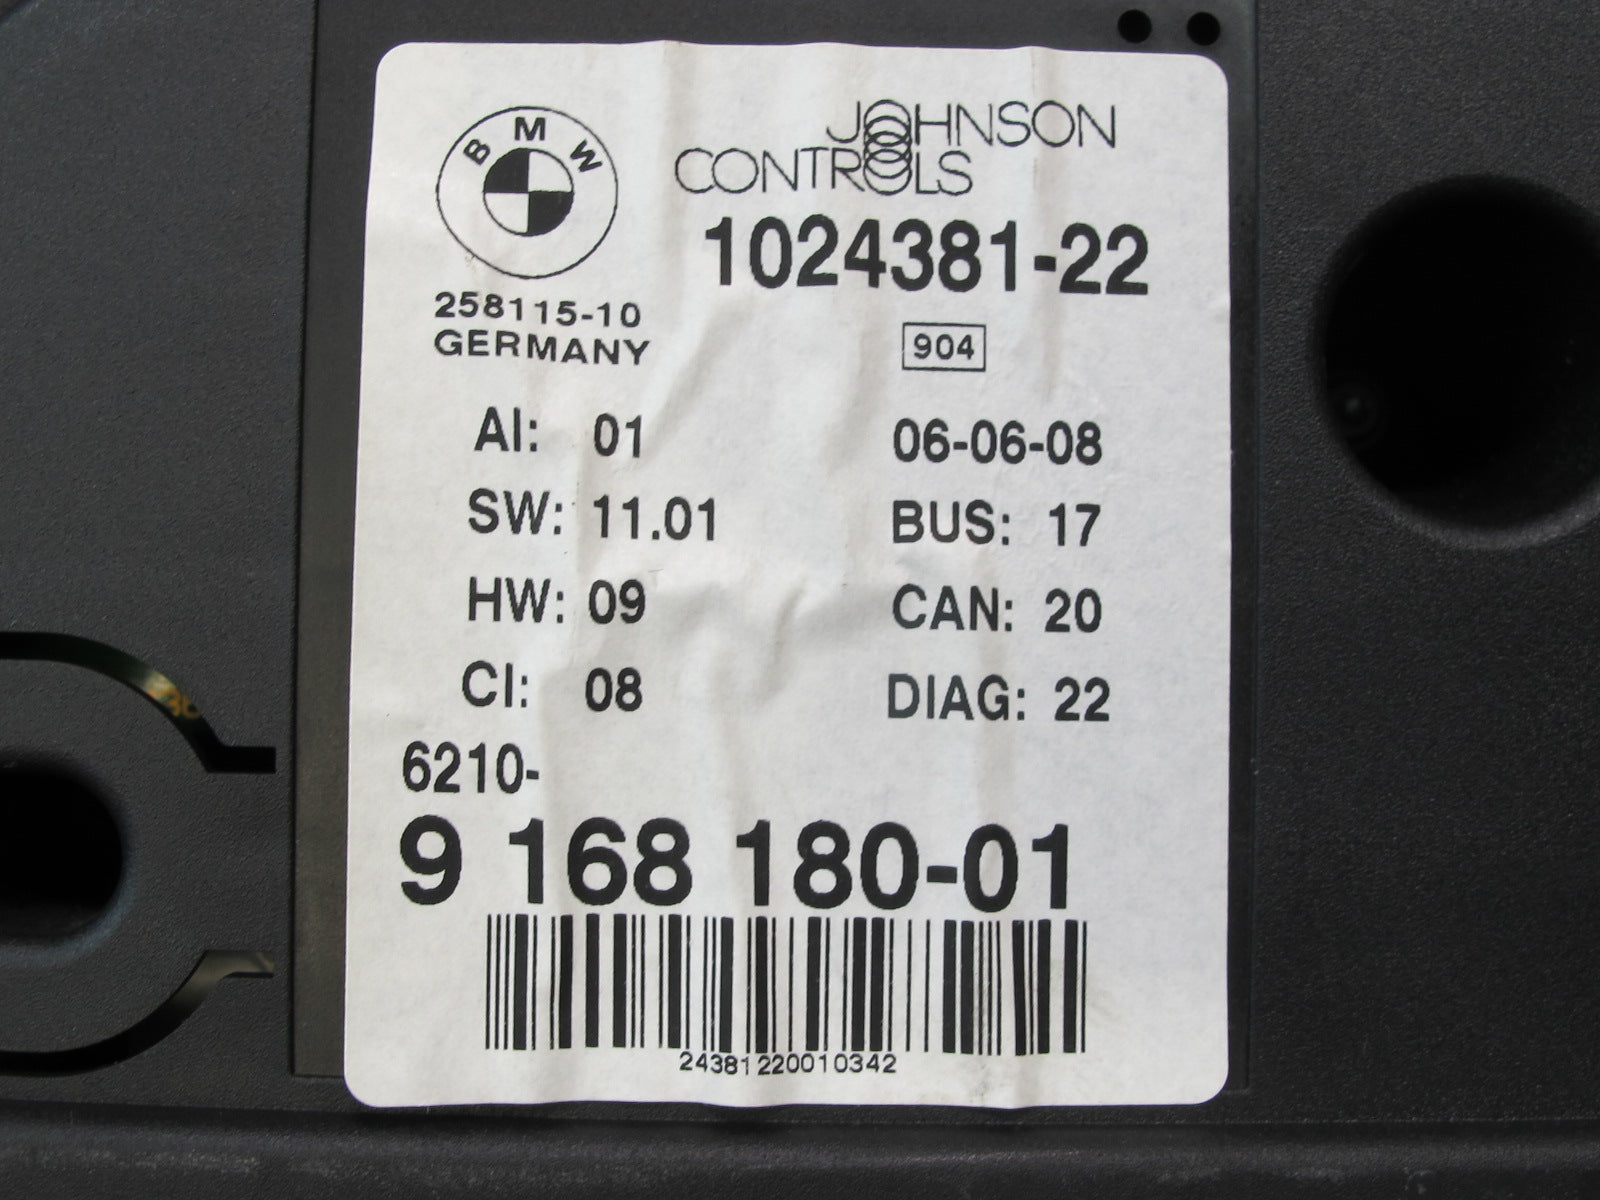 BMW
JOHNSON
CONTROLS
1024381-22
258115-10
GERMANY
904
AI: 01 06-06-08
SW: 11.01 BUS: 17
HW: 09 CAN: 20
CI: 08 DIAG: 22
6210-
9 168 180-01
24381220010342